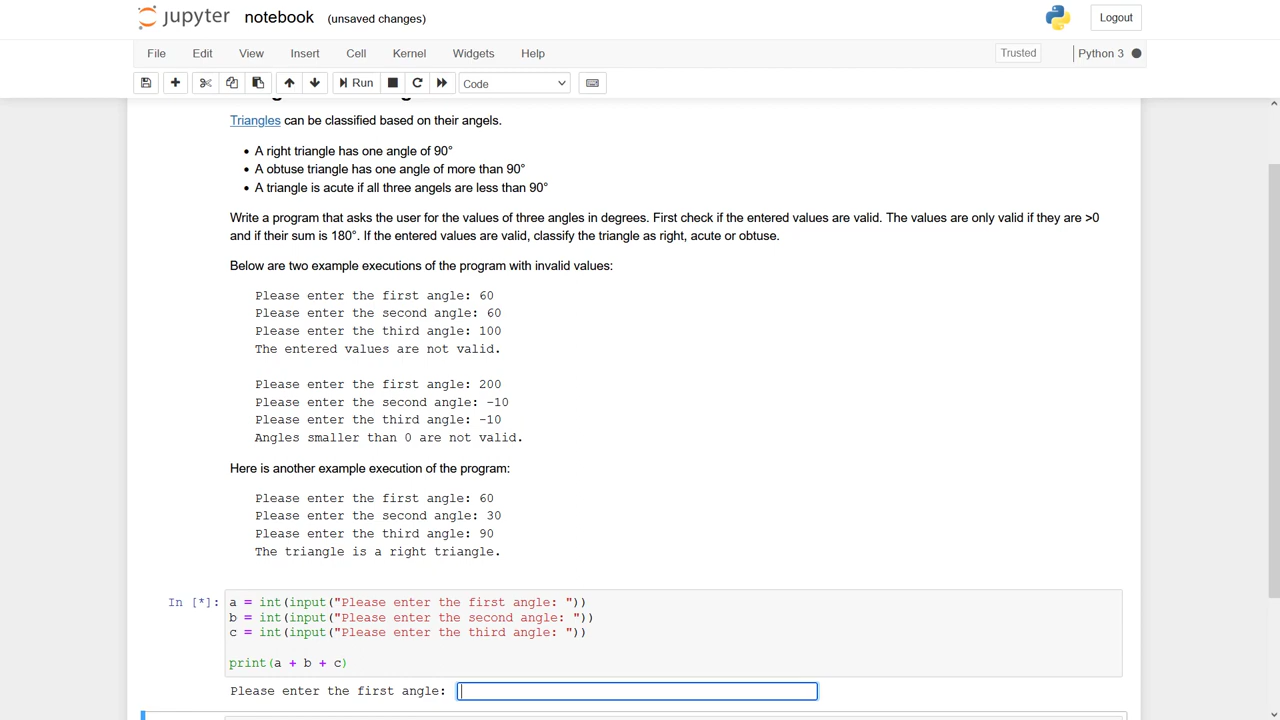 jupyter notebook (unsaved changes) Logout
File Edit View Insert Cell Kernel Widgets Help Trusted Python 3
Run Code
Triangles can be classified based on their angels.
• A right triangle has one angle of 90°
• A obtuse triangle has one angle of more than 90°
• A triangle is acute if all three angels are less than 90°
Write a program that asks the user for the values of three angles in degrees. First check if the entered values are valid. The values are only valid if they are >0
and if their sum is 180°. If the entered values are valid, classify the triangle as right, acute or obtuse.
Below are two example executions of the program with invalid values:
Please enter the first angle: 60
Please enter the second angle: 60
Please enter the third angle: 100
The entered values are not valid.
Please enter the first angle: 200
Please enter the second angle: -10
Please enter the third angle: -10
Angles smaller than 0 are not valid.
Here is another example execution of the program:
Please enter the first angle: 60
Please enter the second angle: 30
Please enter the third angle: 90
The triangle is a right triangle.
In [*]: a = int(input("Please enter the first angle: "))
b = int(input("Please enter the second angle: "))
c = int(input("Please enter the third angle: "))
print(a + b + c)
Please enter the first angle: